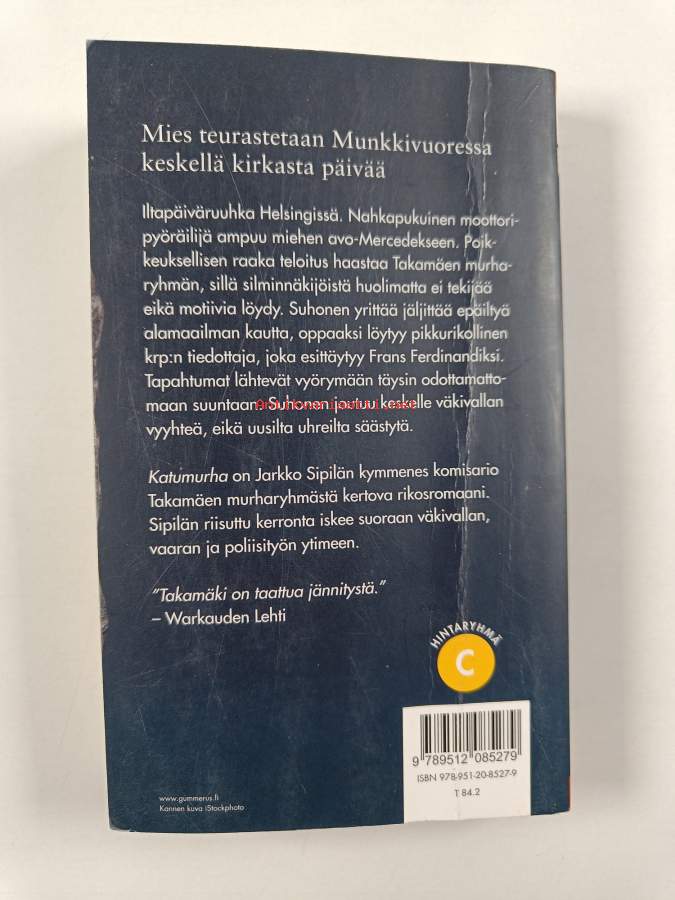 Mies teurastetaan Munkkivuoressa
keskellä kirkasta päivää
Iltapäiväruuhka Helsingissä. Nahkapukuinen moottori-
pyöräilijä ampuu miehen avo-Mercedekseen. Poik-
keuksellisen raaka teloitus haastaa Takamäen murha-
ryhmän, sillä silminnäkijöistä huolimatta ei tekijää
eikä motiivia löydy. Suhonen yrittää jäljittää epäiltyä
alamaailman kautta, oppaaksi löytyy pikkurikollinen
krp:n tiedottaja, joka esittäytyy Frans Ferdinandiksi.
Tapahtumat lähtevät vyörymään täysin odottamatto-
maan suuntaan. Suhonen joutuu keskelle väkivallan
vyyhteä, eikä uusilta uhreilta säästytä.
Katumurha on Jarkko Sipilän kymmenes komisario
Takamäen murharyhmästä kertova rikosromaani.
Sipilän riisuttu kerronta iskee suoraan väkivallan,
vaaran ja poliisityön ytimeen.
"Takamäki on taattua jännitystä."
– Warkauden Lehti
HINTARYHMÄ
C
9 789512 085279
ISBN 978-951-20-8527-9
T 84.2
www.gummerus.fi
Kannen kuva iStockphoto